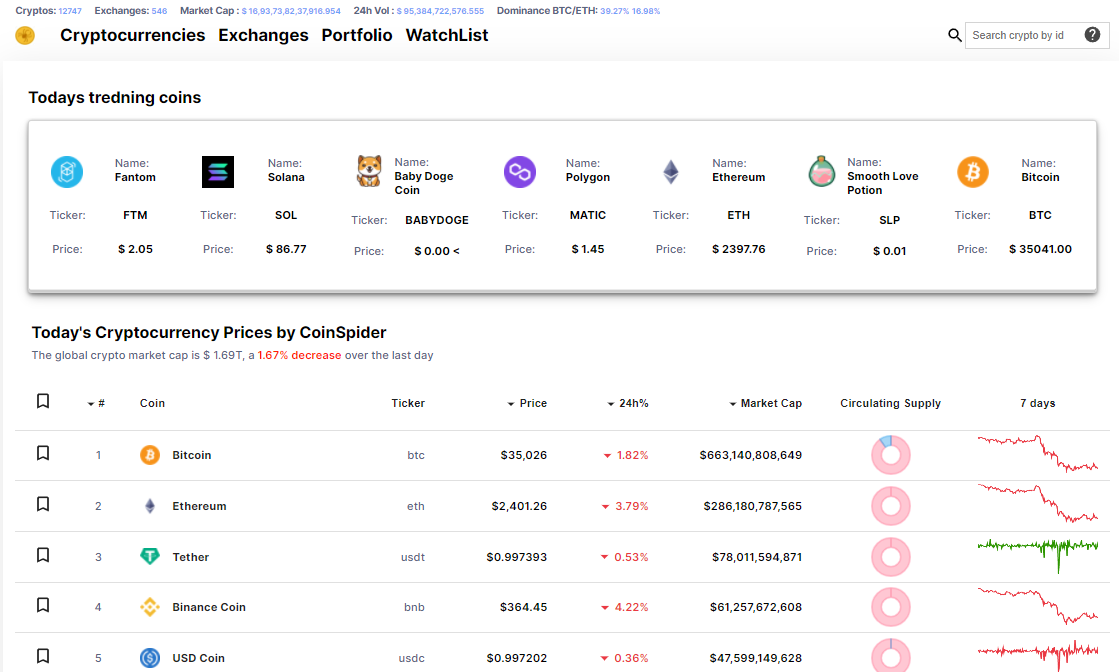 Cryptos: 12747 Exchanges: 546 Market Cap : $ 16,93,73,82,37,916.954 24h Vol : $ 95,384,722,576.555 Dominance BTC/ETH: 39.27% 16.98%
Cryptocurrencies Exchanges Portfolio WatchList Search crypto by id ?
Todays tredning coins
Name: Name: Name: Name: Name: Name: Name:
Fantom Solana Baby Doge Polygon Ethereum Smooth Love Bitcoin
Coin Potion
Ticker: FTM Ticker: SOL Ticker: BABYDOGE Ticker: MATIC Ticker: ETH Ticker: SLP Ticker: BTC
Price: $ 2.05 Price: $ 86.77 Price: $ 0.00 < Price: $ 1.45 Price: $ 2397.76 Price: $ 0.01 Price: $ 35041.00
Today's Cryptocurrency Prices by CoinSpider
The global crypto market cap is $ 1.69T, a 1.67% decrease over the last day
# Coin Ticker Price 24h% Market Cap Circulating Supply 7 days
1 Bitcoin btc $35,026 1.82% $663,140,808,649
2 Ethereum eth $2,401.26 3.79% $286,180,787,565
3 Tether usdt $0.997393 0.53% $78,011,594,871
4 Binance Coin bnb $364.45 4.22% $61,257,672,608
5 USD Coin usdc $0.997202 0.36% $47,599,149,628